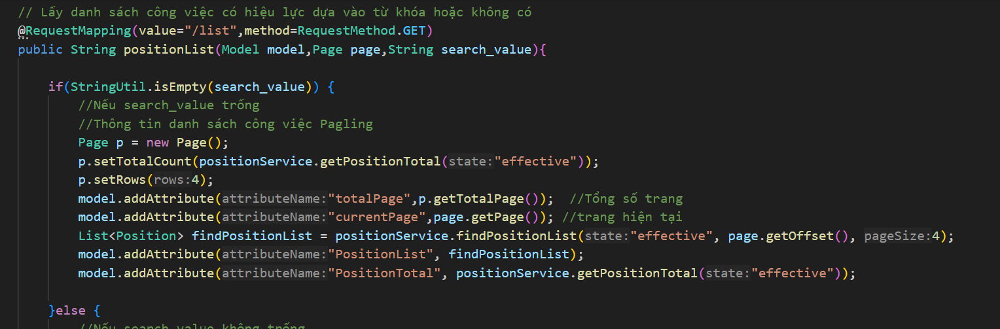 // Lấy danh sách công việc có hiệu lực dựa vào từ khóa hoặc không có
@RequestMapping(value="/list",method=RequestMethod.GET)
public String positionList(Model model,Page page,String search_value){
if(StringUtil.isEmpty(search_value)) {
//Nếu search_value trống
//Thông tin danh sách công việc Pagling
Page p = new Page();
p.setTotalCount(positionService.getPositionTotal(state:"effective"));
p.setRows(rows:4);
model.addAttribute(attributeName:"totalPage",p.getTotalPage());  //Tổng số trang
model.addAttribute(attributeName:"currentPage",page.getPage()); //trang hiện tại
List<Position> findPositionList = positionService.findPositionList(state:"effective", page.getOffset(), pageSize:4);
model.addAttribute(attributeName:"PositionList", findPositionList);
model.addAttribute(attributeName:"PositionTotal", positionService.getPositionTotal(state:"effective"));
}else {
//Nếu search_value không trống